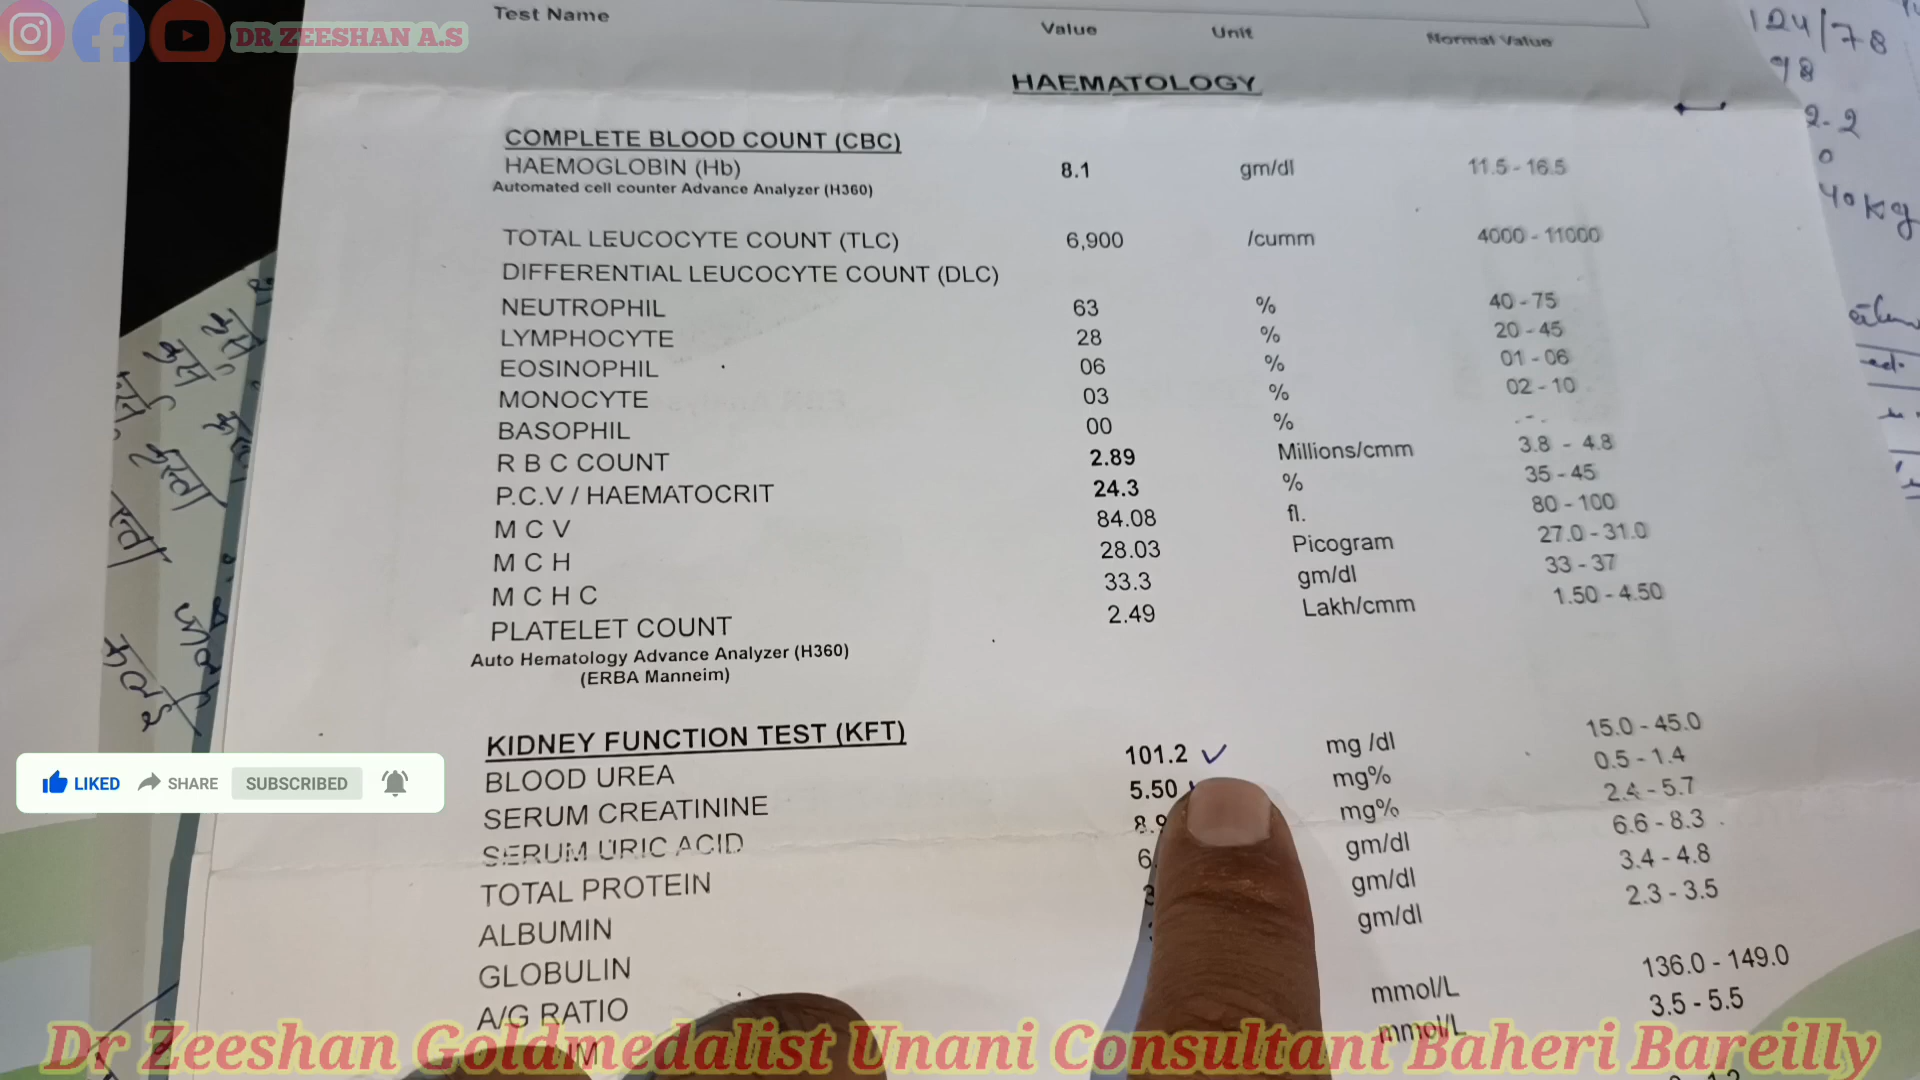 DR ZEESHAN A.S
Test Name Value Unit Normal Value
HAEMATOLOGY
COMPLETE BLOOD COUNT (CBC)
HAEMOGLOBIN (Hb) 8.1 gm/dl 11.5 - 16.5
Automated cell counter Advance Analyzer (H360)
TOTAL LEUCOCYTE COUNT (TLC) 6,900 /cumm 4000 - 11000
DIFFERENTIAL LEUCOCYTE COUNT (DLC)
NEUTROPHIL 63 % 40 - 75
LYMPHOCYTE 28 % 20 - 45
EOSINOPHIL 06 % 01 - 06
MONOCYTE 03 % 02 - 10
BASOPHIL 00 % - -
R B C COUNT 2.89 Millions/cmm 3.8 - 4.8
P.C.V / HAEMATOCRIT 24.3 % 35 - 45
M C V 84.08 fl. 80 - 100
M C H 28.03 Picogram 27.0 - 31.0
M C H C 33.3 gm/dl 33 - 37
PLATELET COUNT 2.49 Lakh/cmm 1.50 - 4.50
Auto Hematology Advance Analyzer (H360)
(ERBA Manneim)
KIDNEY FUNCTION TEST (KFT)
BLOOD UREA 101.2 mg /dl 15.0 - 45.0
SERUM CREATININE 5.50 mg% 0.5 - 1.4
SERUM URIC ACID 8.9 mg% 2.4 - 5.7
TOTAL PROTEIN 6. gm/dl 6.6 - 8.3
ALBUMIN 3 gm/dl 3.4 - 4.8
GLOBULIN gm/dl 2.3 - 3.5
A/G RATIO
mmol/L 136.0 - 149.0
mmol/L 3.5 - 5.5
124/78
98
2-2
0
40kg
LIKED SHARE SUBSCRIBED
Dr Zeeshan Goldmedalist Unani Consultant Baheri Bareilly